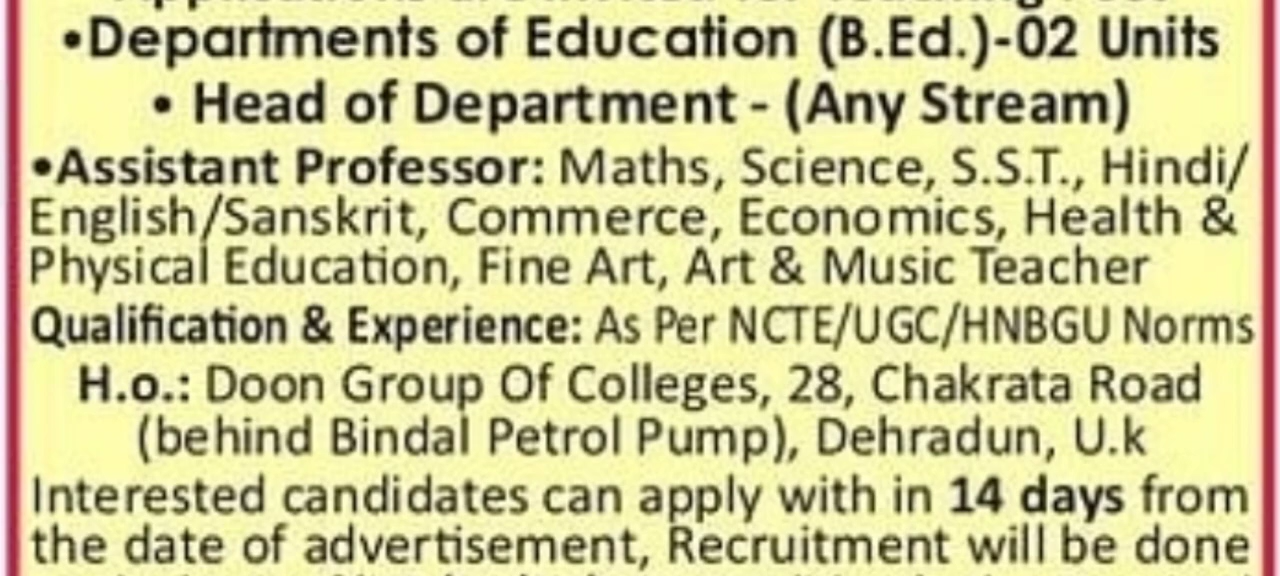 •Departments of Education (B.Ed.)-02 Units
• Head of Department - (Any Stream)
•Assistant Professor: Maths, Science, S.S.T., Hindi/
English/Sanskrit, Commerce, Economics, Health &
Physical Education, Fine Art, Art & Music Teacher
Qualification & Experience: As Per NCTE/UGC/HNBGU Norms
H.o.: Doon Group Of Colleges, 28, Chakrata Road
(behind Bindal Petrol Pump), Dehradun, U.k
Interested candidates can apply with in 14 days from
the date of advertisement, Recruitment will be done